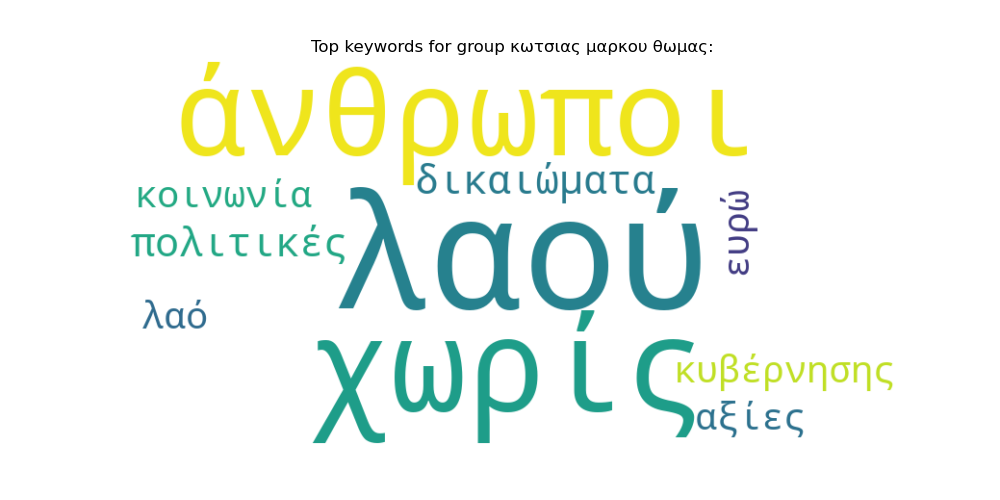 Top keywords for group κωτσιας μαρκου θωμας:
άνθρωποι
δικαιώματα
κοινωνία
λαού
ευρώ
πολιτικές
λαό
χωρίς
κυβέρνησης
αξίες